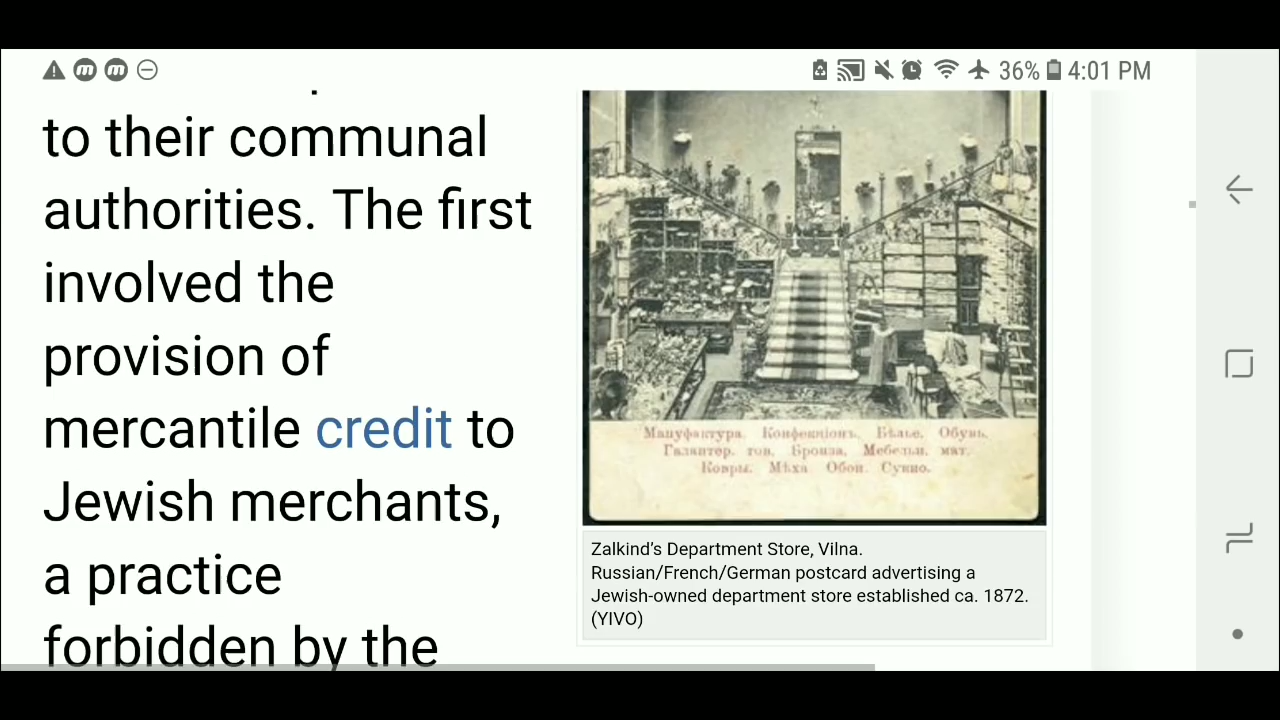 36% 4:01 PM
to their communal
authorities. The first
involved the
provision of
mercantile credit to
Jewish merchants,
a practice
forbidden by the
Мануфактура. Конфекціонъ. Бѣлье. Обувь.
Галантер. тов. Бронза. Мебельн. мат.
Ковры. Мѣха Обои. Сукно.
Zalkind’s Department Store, Vilna.
Russian/French/German postcard advertising a
Jewish-owned department store established ca. 1872.
(YIVO)